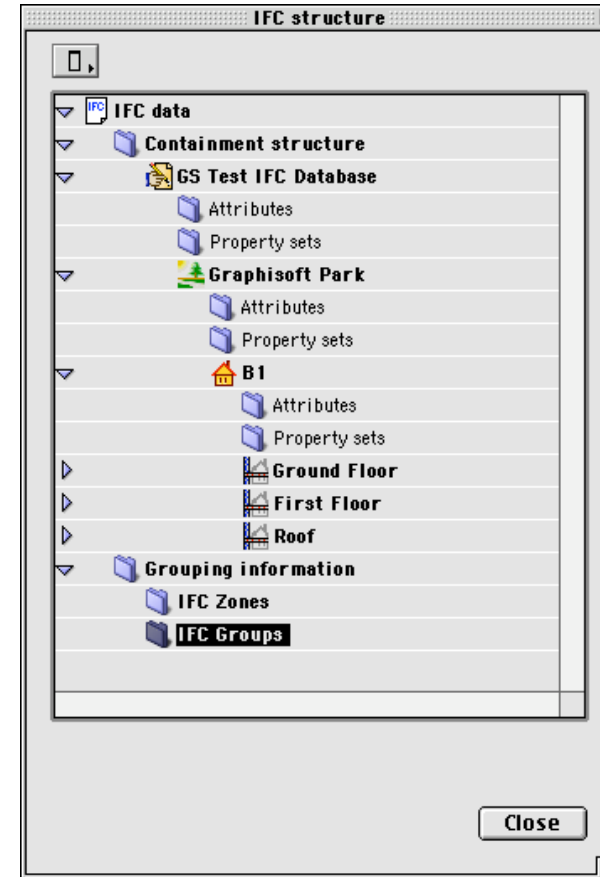 IFC structure
IFC IFC data
Containment structure
GS Test IFC Database
Attributes
Property sets
Graphisoft Park
Attributes
Property sets
B1
Attributes
Property sets
Ground Floor
First Floor
Roof
Grouping information
IFC Zones
IFC Groups
Close